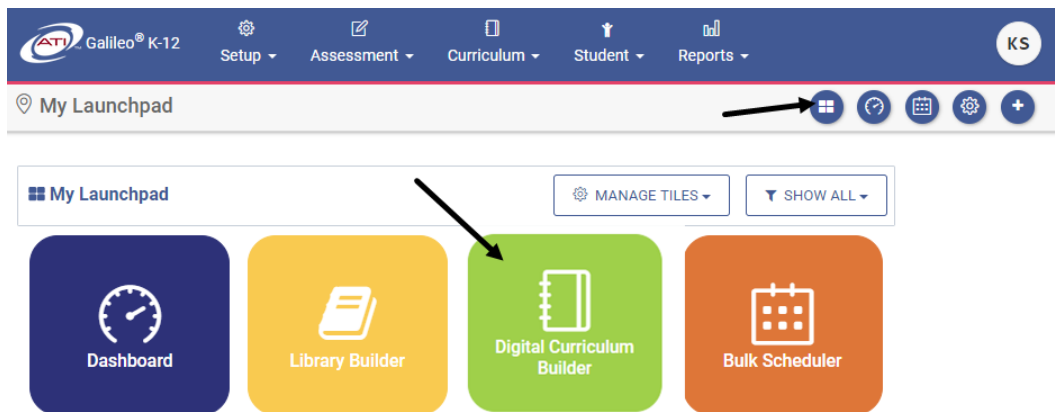 ATI Galileo® K-12
Setup
Assessment
Curriculum
Student
Reports
KS
My Launchpad
My Launchpad
MANAGE TILES
SHOW ALL
Dashboard
Library Builder
Digital Curriculum
Builder
Bulk Scheduler